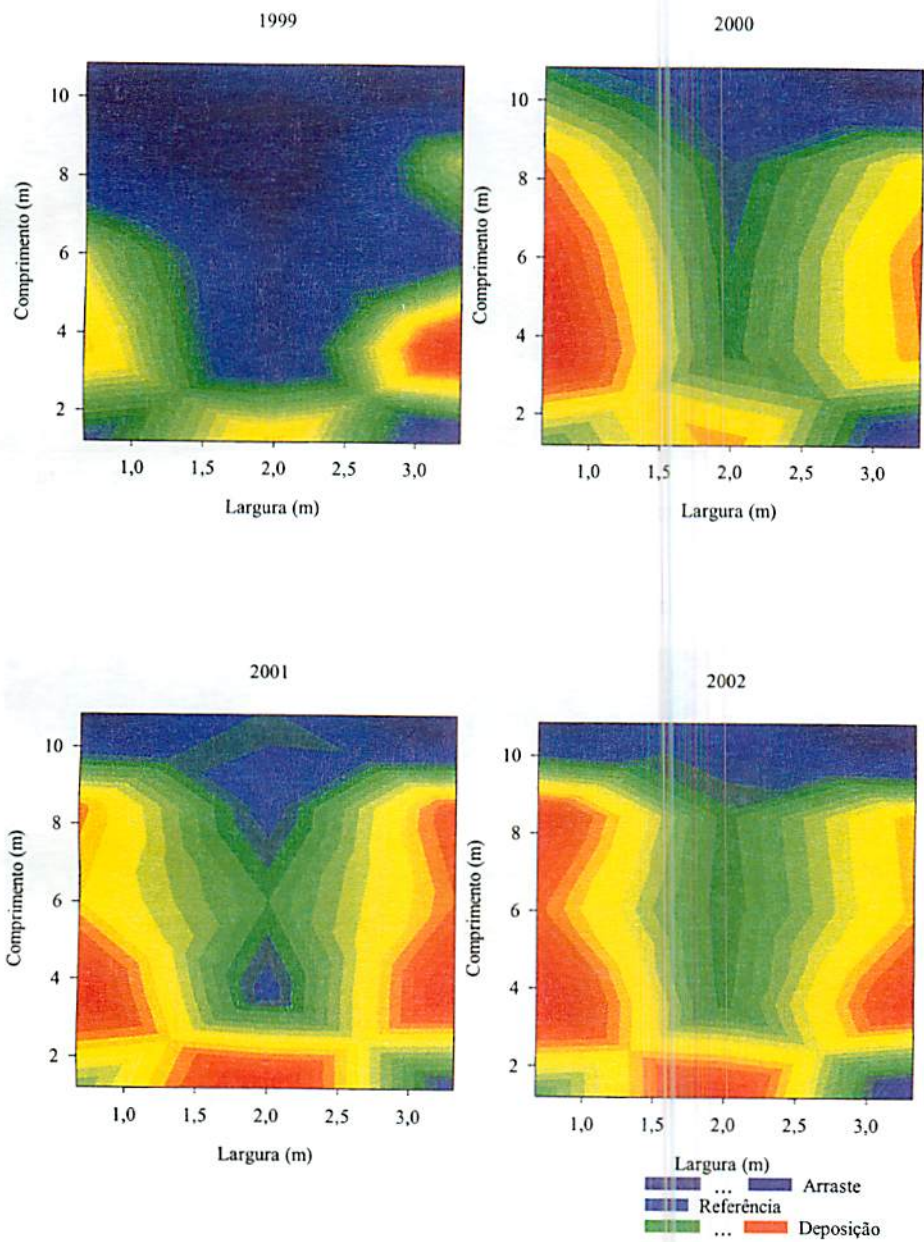 1999
10
8
6
4
2
Comprimento (m)
1,0 1,5 2,0 2,5 3,0
Largura (m)
2000
10
8
6
4
2
Comprimento (m)
1,0 1,5 2,0 2,5 3,0
Largura (m)
2001
10
8
6
4
2
Comprimento (m)
1,0 1,5 2,0 2,5 3,0
Largura (m)
2002
10
8
6
4
2
Comprimento (m)
1,0 1,5 2,0 2,5 3,0
Largura (m)
... Arraste
Referência
... Deposição